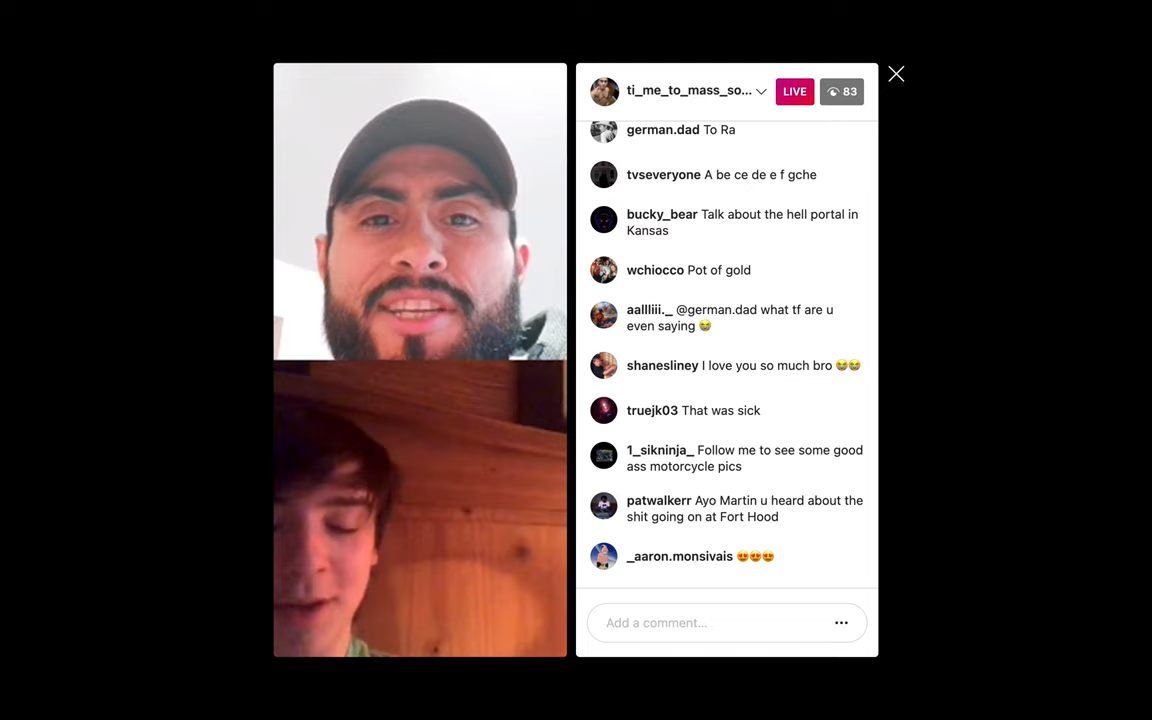 ti_me_to_mass_so...
LIVE
83
german.dad To Ra
tvseveryone A be ce de e f gche
bucky_bear Talk about the hell portal in
Kansas
wchiocco Pot of gold
aallliii._ @german.dad what tf are u
even saying 😂
shanesliney I love you so much bro 😂😂
truejk03 That was sick
1_sikninja_ Follow me to see some good
ass motorcycle pics
patwalkerr Ayo Martin u heard about the
shit going on at Fort Hood
_aaron.monsivais 😍😍😍
Add a comment...